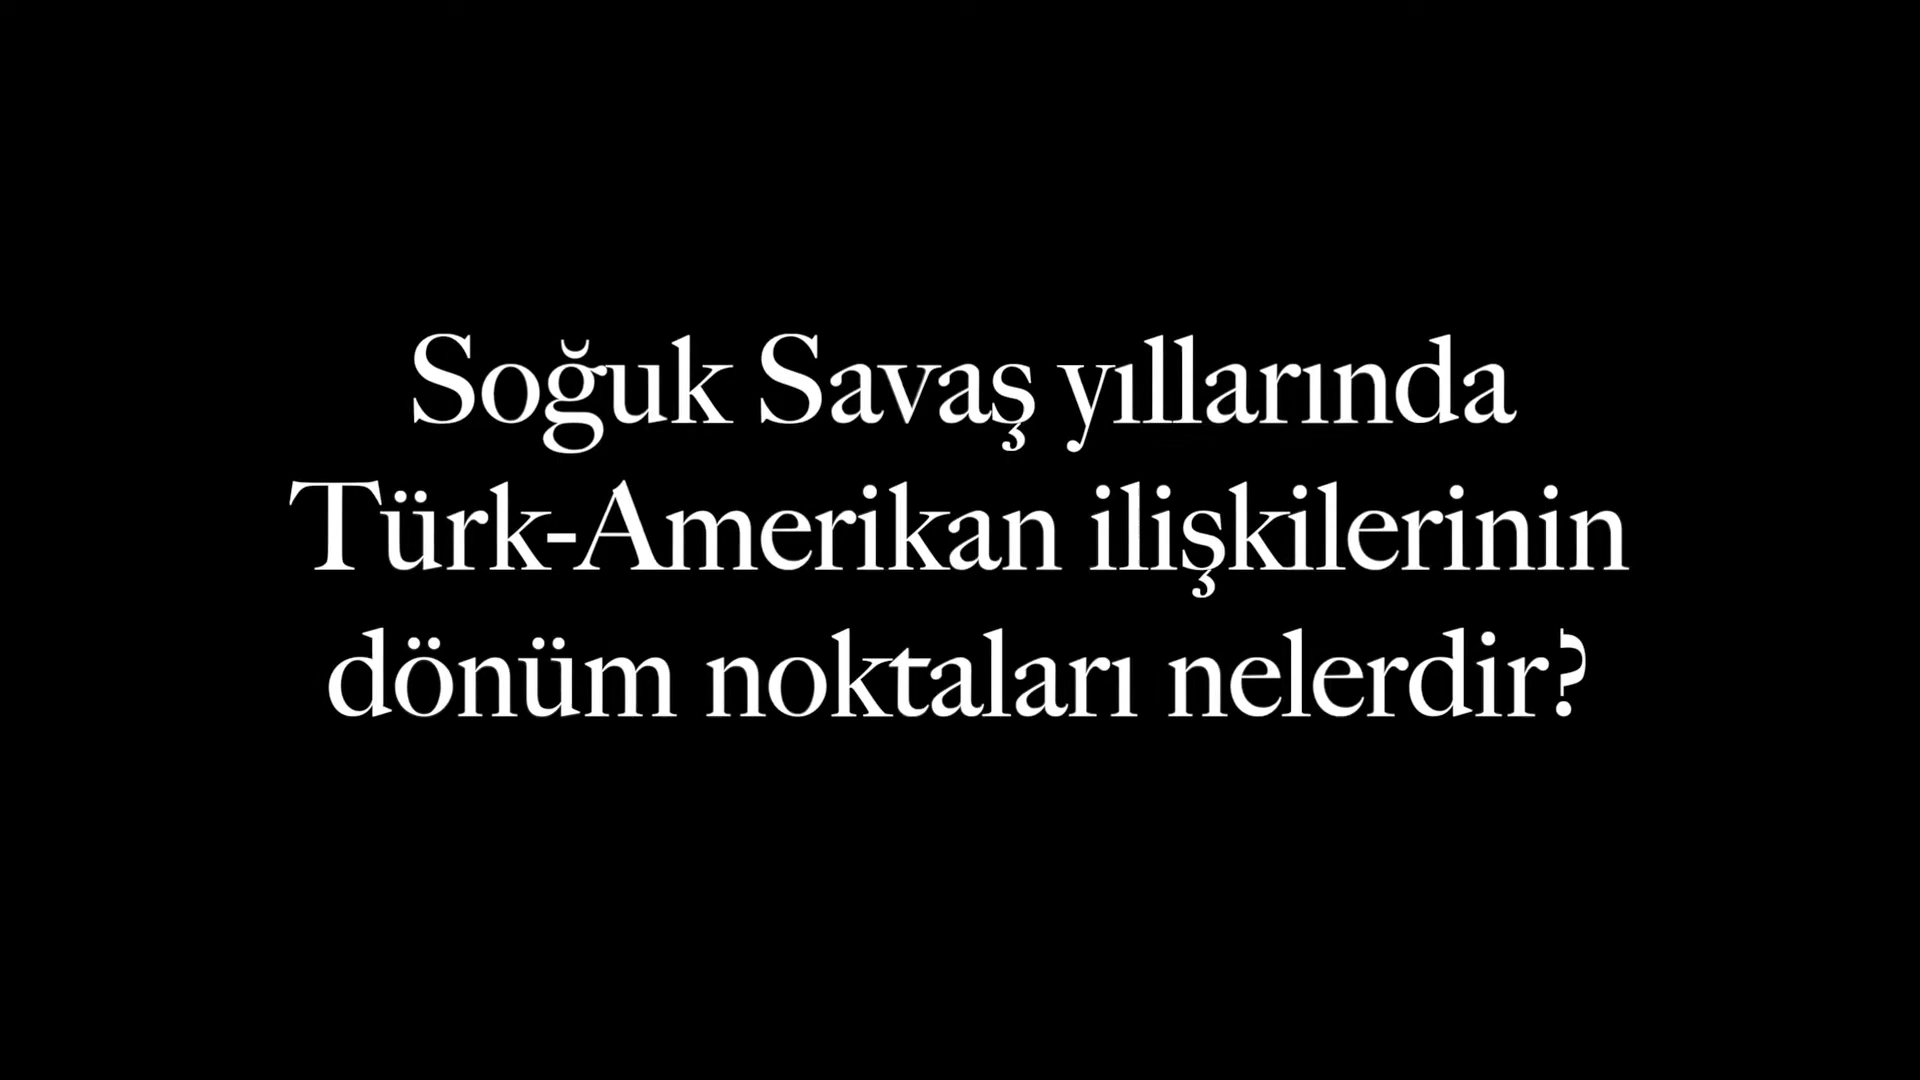 Soğuk Savaş yıllarında
Türk-Amerikan ilişkilerinin
dönüm noktaları nelerdir?